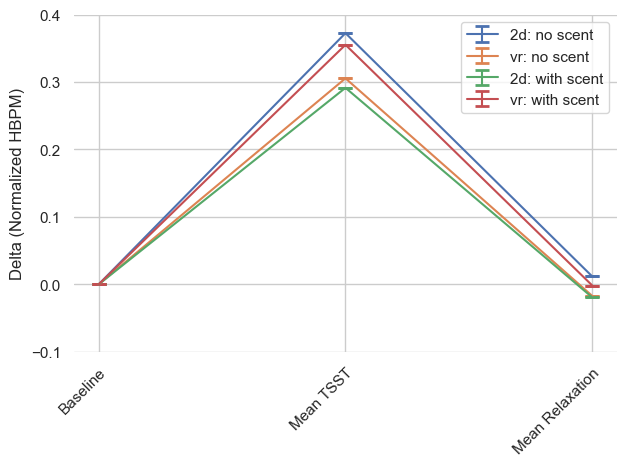 0.4
0.3
0.2
0.1
0.0
−0.1
Delta (Normalized HBPM)
2d: no scent
vr: no scent
2d: with scent
vr: with scent
Baseline
Mean TSST
Mean Relaxation